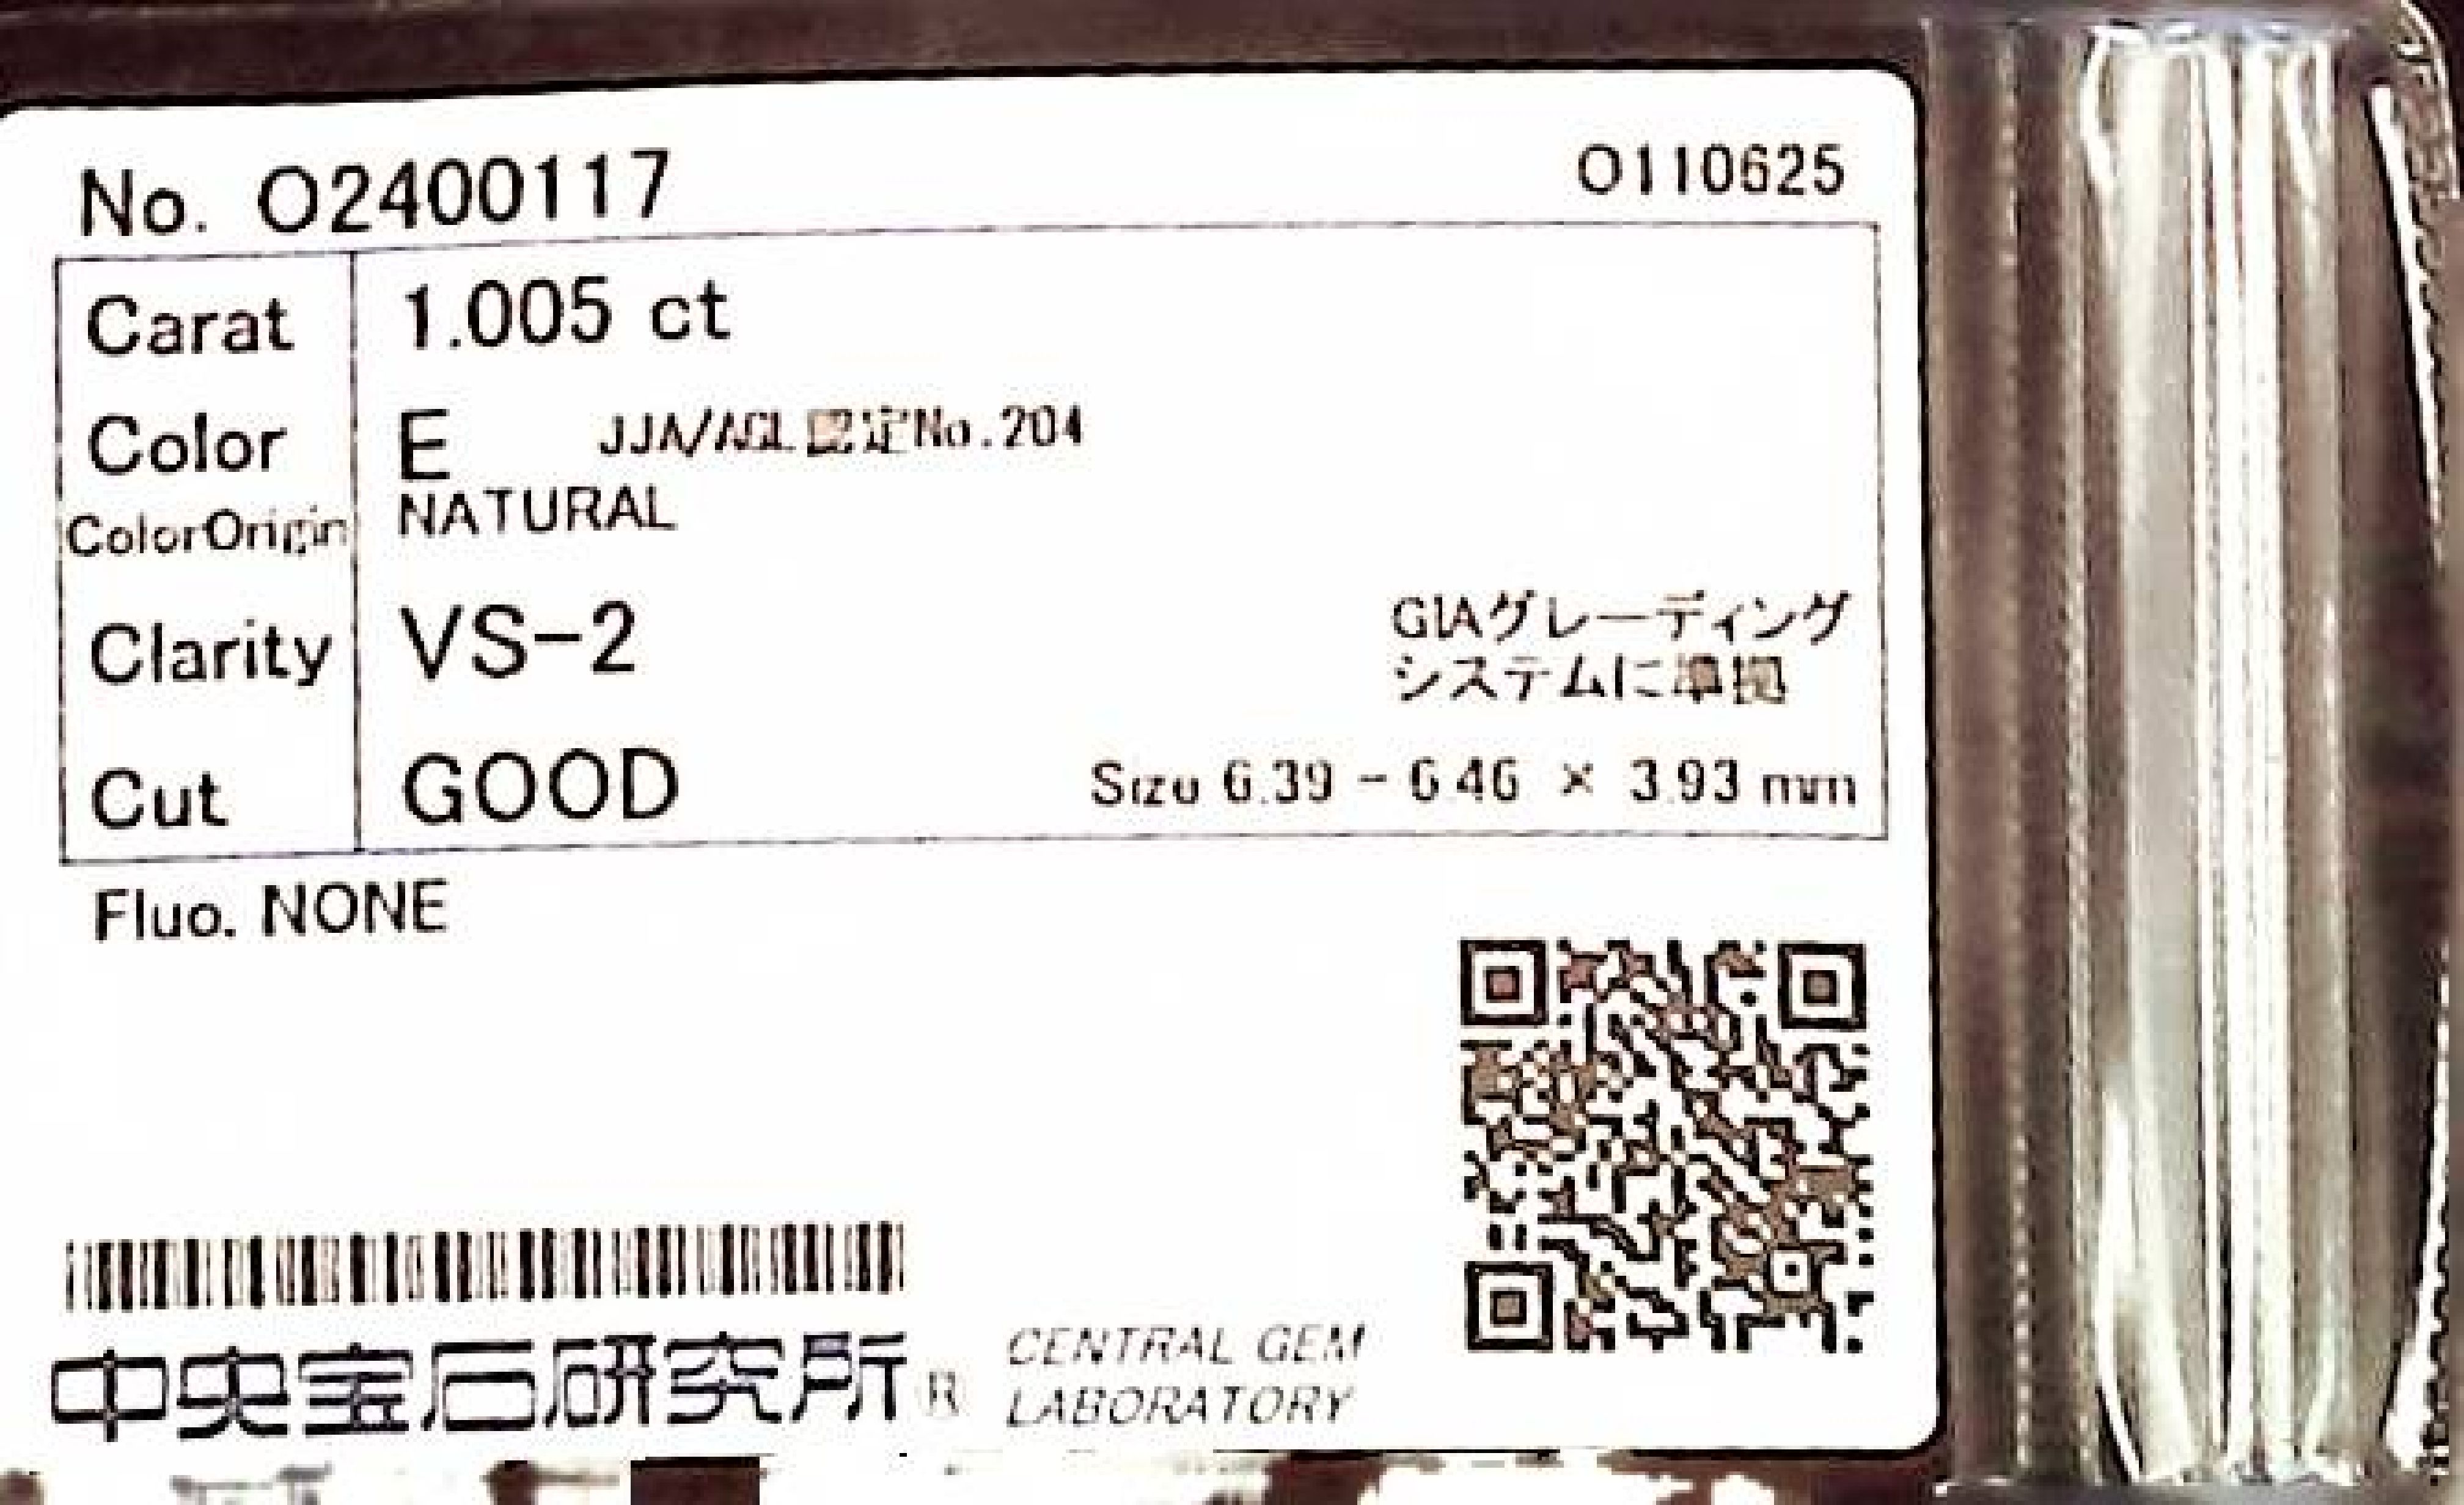 No. O2400117
O110625
Carat 1.005 ct
Color E JJA/AGL認定No.204
ColorOrigin NATURAL
Clarity VS-2
GIAグレーディング
システムに準拠
Cut GOOD
Size 6.39 - 6.46 × 3.93 mm
Fluo. NONE
中央宝石研究所®
CENTRAL GEM
LABORATORY